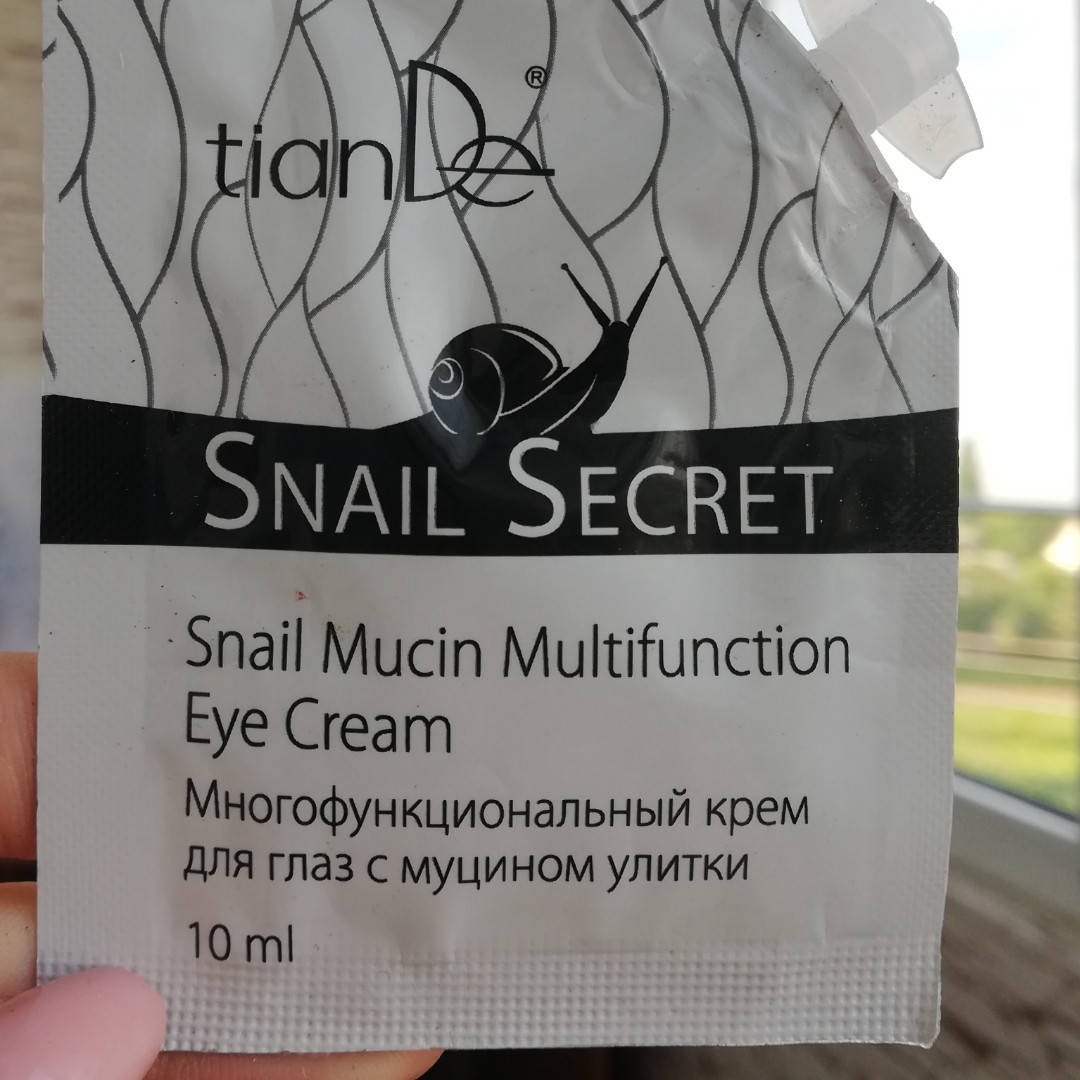 tianDe®
SNAIL SECRET
Snail Mucin Multifunction
Eye Cream
Многофункциональный крем
для глаз с муцином улитки
10 ml